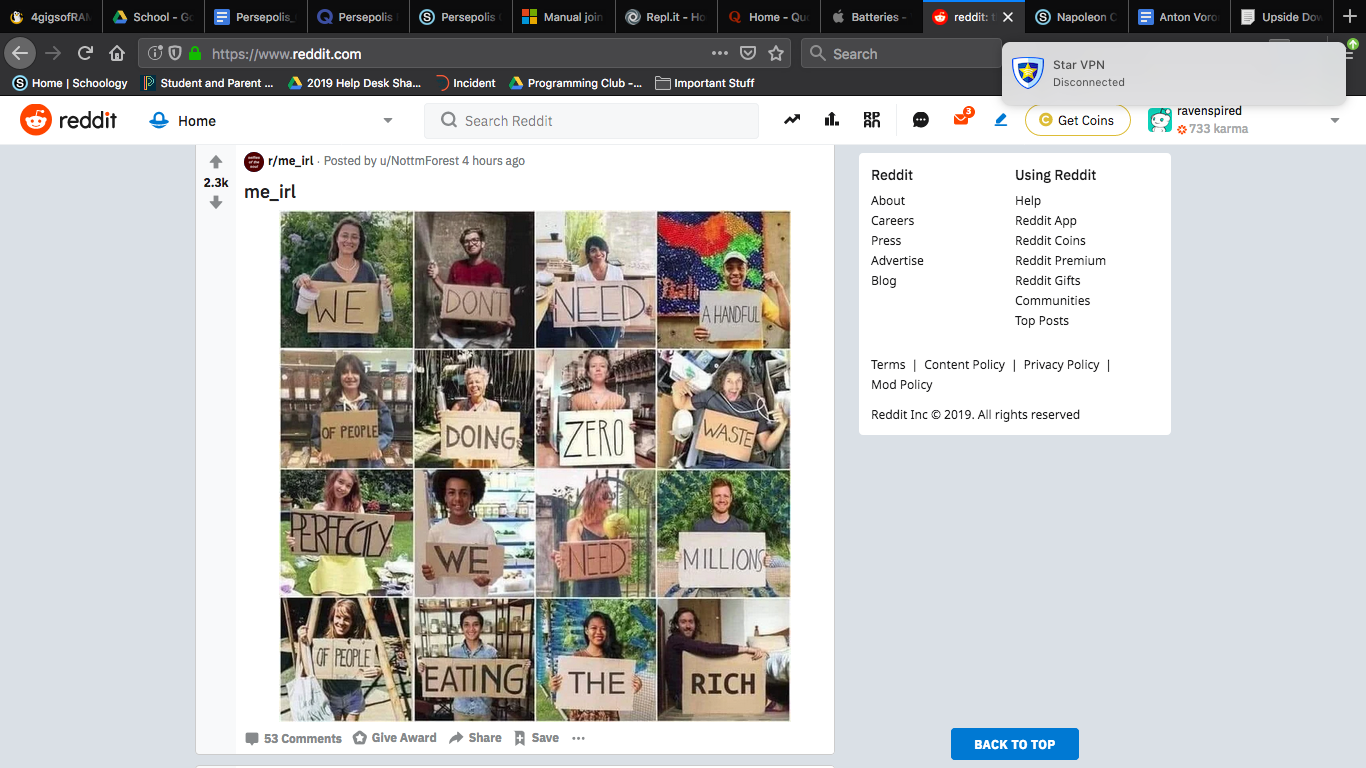 4gigsofRAM
School - Go
Persepolis_
Persepolis
Persepolis
Manual join
Repl.it - Ho
Home - Quo
Batteries -
reddit: t
Napoleon C
Anton Voro
Upside Dow
https://www.reddit.com
Search
Home | Schoology
Student and Parent ...
2019 Help Desk Sha...
Incident
Programming Club -...
Important Stuff
Star VPN
Disconnected
reddit
Home
Search Reddit
3
Get Coins
ravenspired
733 karma
r/me_irl · Posted by u/NottmForest 4 hours ago
2.3k
me_irl
WE
DON'T
NEED
A HANDFUL
OF PEOPLE
DOING
ZERO
WASTE
PERFECTLY
WE
NEED
MILLIONS
OF PEOPLE
EATING
THE
RICH
53 Comments
Give Award
Share
Save
Reddit
About
Careers
Press
Advertise
Blog
Using Reddit
Help
Reddit App
Reddit Coins
Reddit Premium
Reddit Gifts
Communities
Top Posts
Terms | Content Policy | Privacy Policy |
Mod Policy
Reddit Inc © 2019. All rights reserved
BACK TO TOP